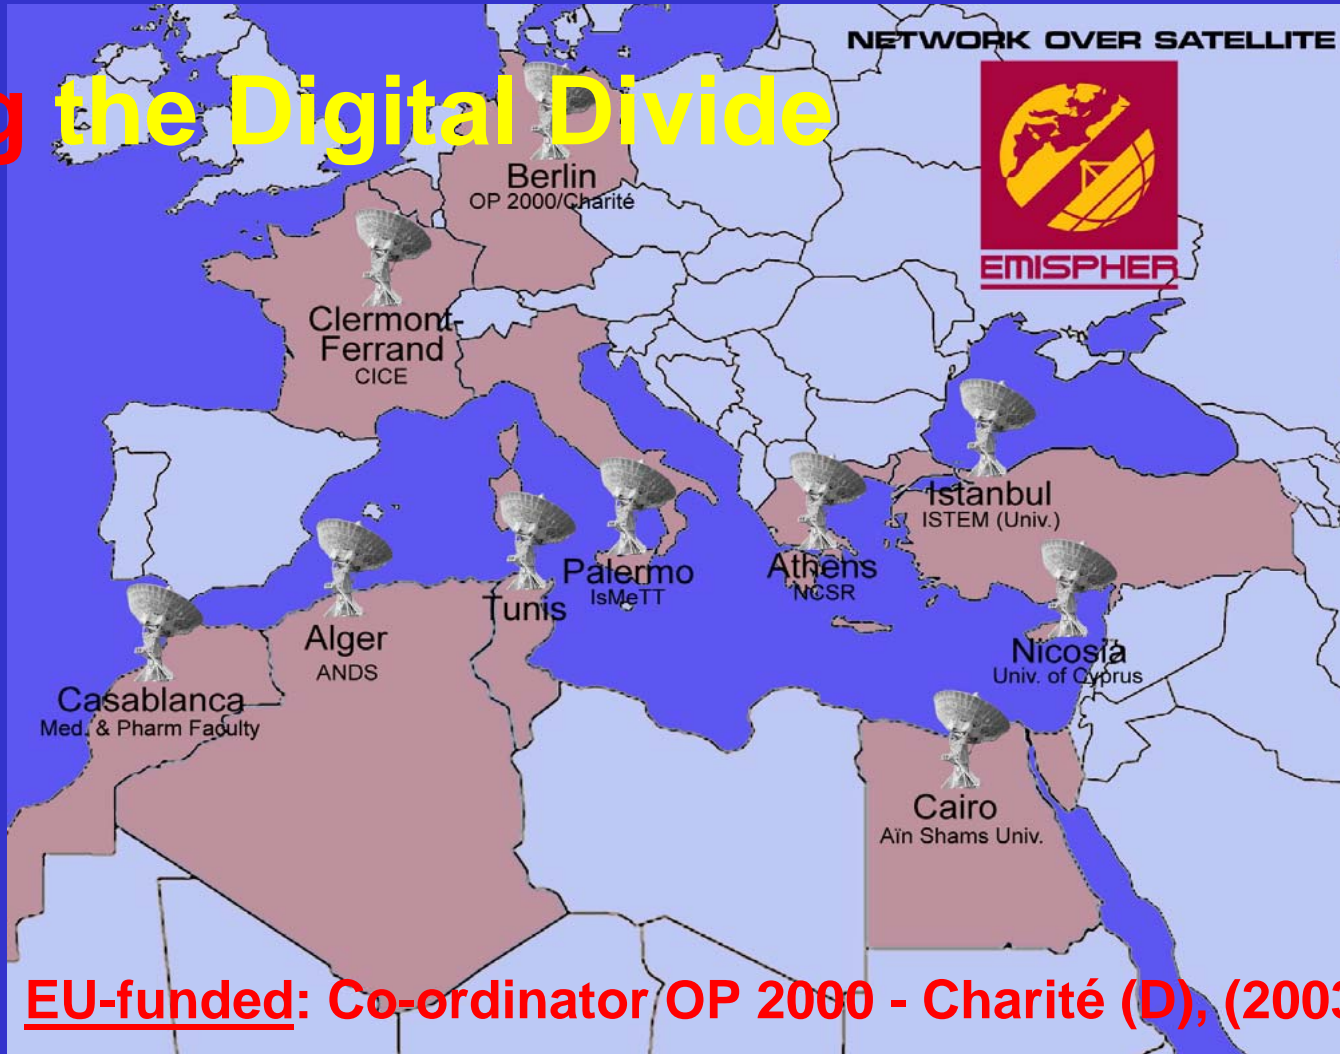 NETWORK OVER SATELLITE
g the Digital Divide
EMISPHER
Berlin
OP 2000/Charité
Clermont-
Ferrand
CICE
Istanbul
ISTEM (Univ.)
Palermo
IsMeTT
Athens
NCSR
Tunis
Alger
ANDS
Nicosia
Univ. of Cyprus
Casablanca
Med. & Pharm Faculty
Cairo
Aïn Shams Univ.
EU-funded: Co-ordinator OP 2000 - Charité (D), (2003